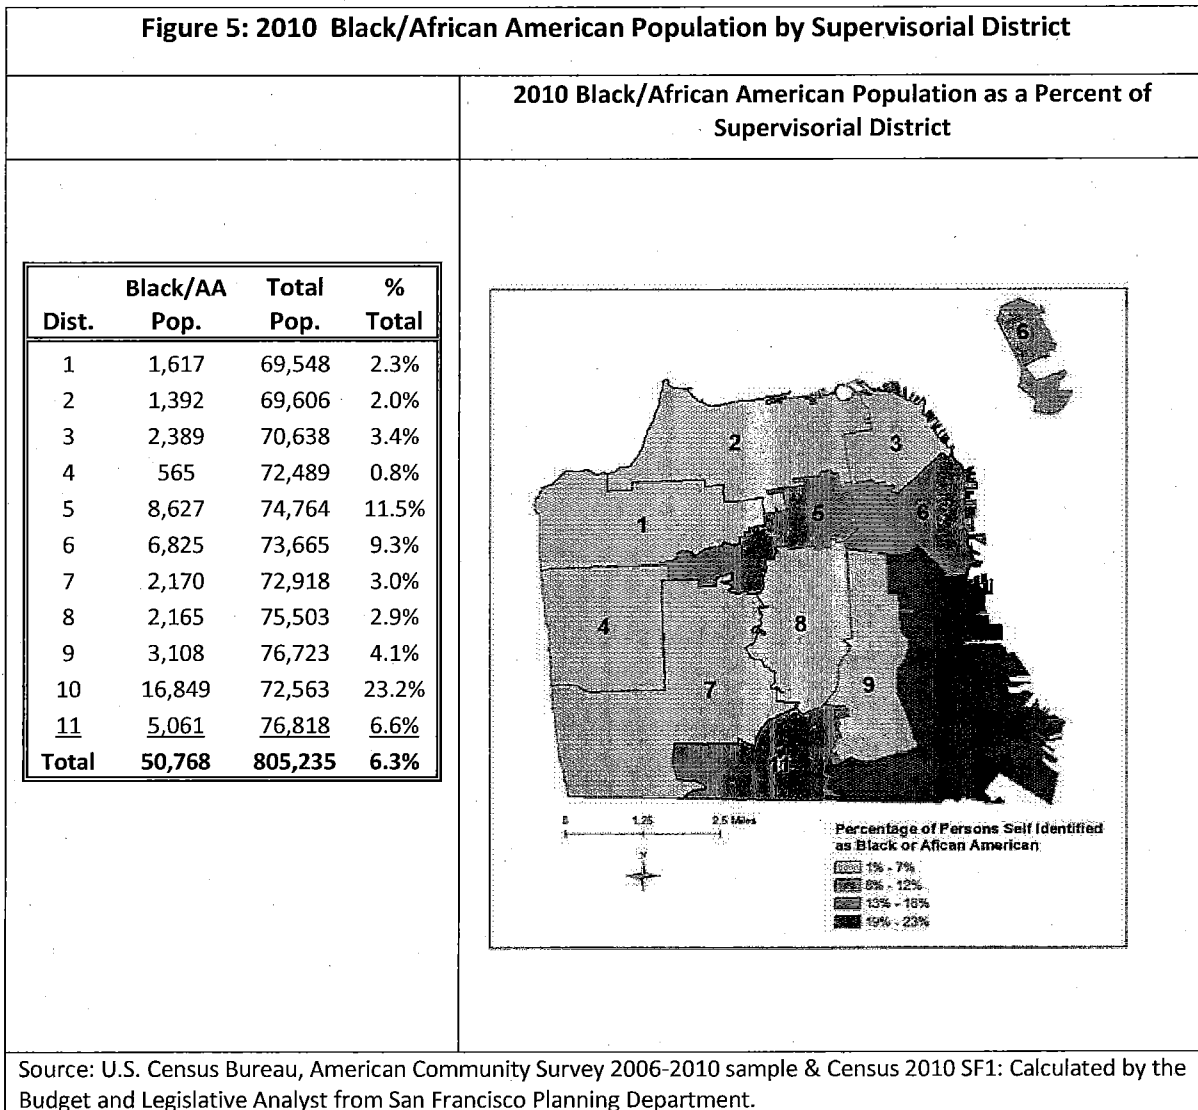 Figure 5: 2010 Black/African American Population by Supervisorial District
2010 Black/African American Population as a Percent of
Supervisorial District
Black/AA Total %
Dist. Pop. Pop. Total
1 1,617 69,548 2.3%
2 1,392 69,606 2.0%
3 2,389 70,638 3.4%
4 565 72,489 0.8%
5 8,627 74,764 11.5%
6 6,825 73,665 9.3%
7 2,170 72,918 3.0%
8 2,165 75,503 2.9%
9 3,108 76,723 4.1%
10 16,849 72,563 23.2%
11 5,061 76,818 6.6%
Total 50,768 805,235 6.3%
6
2
3
1
5
6
4
8
7
9
11
1.25 2.5 Miles
Percentage of Persons Self Identified
as Black or Afican American
1% - 7%
8% - 12%
13% - 18%
19% - 23%
Source: U.S. Census Bureau, American Community Survey 2006-2010 sample & Census 2010 SF1: Calculated by the
Budget and Legislative Analyst from San Francisco Planning Department.